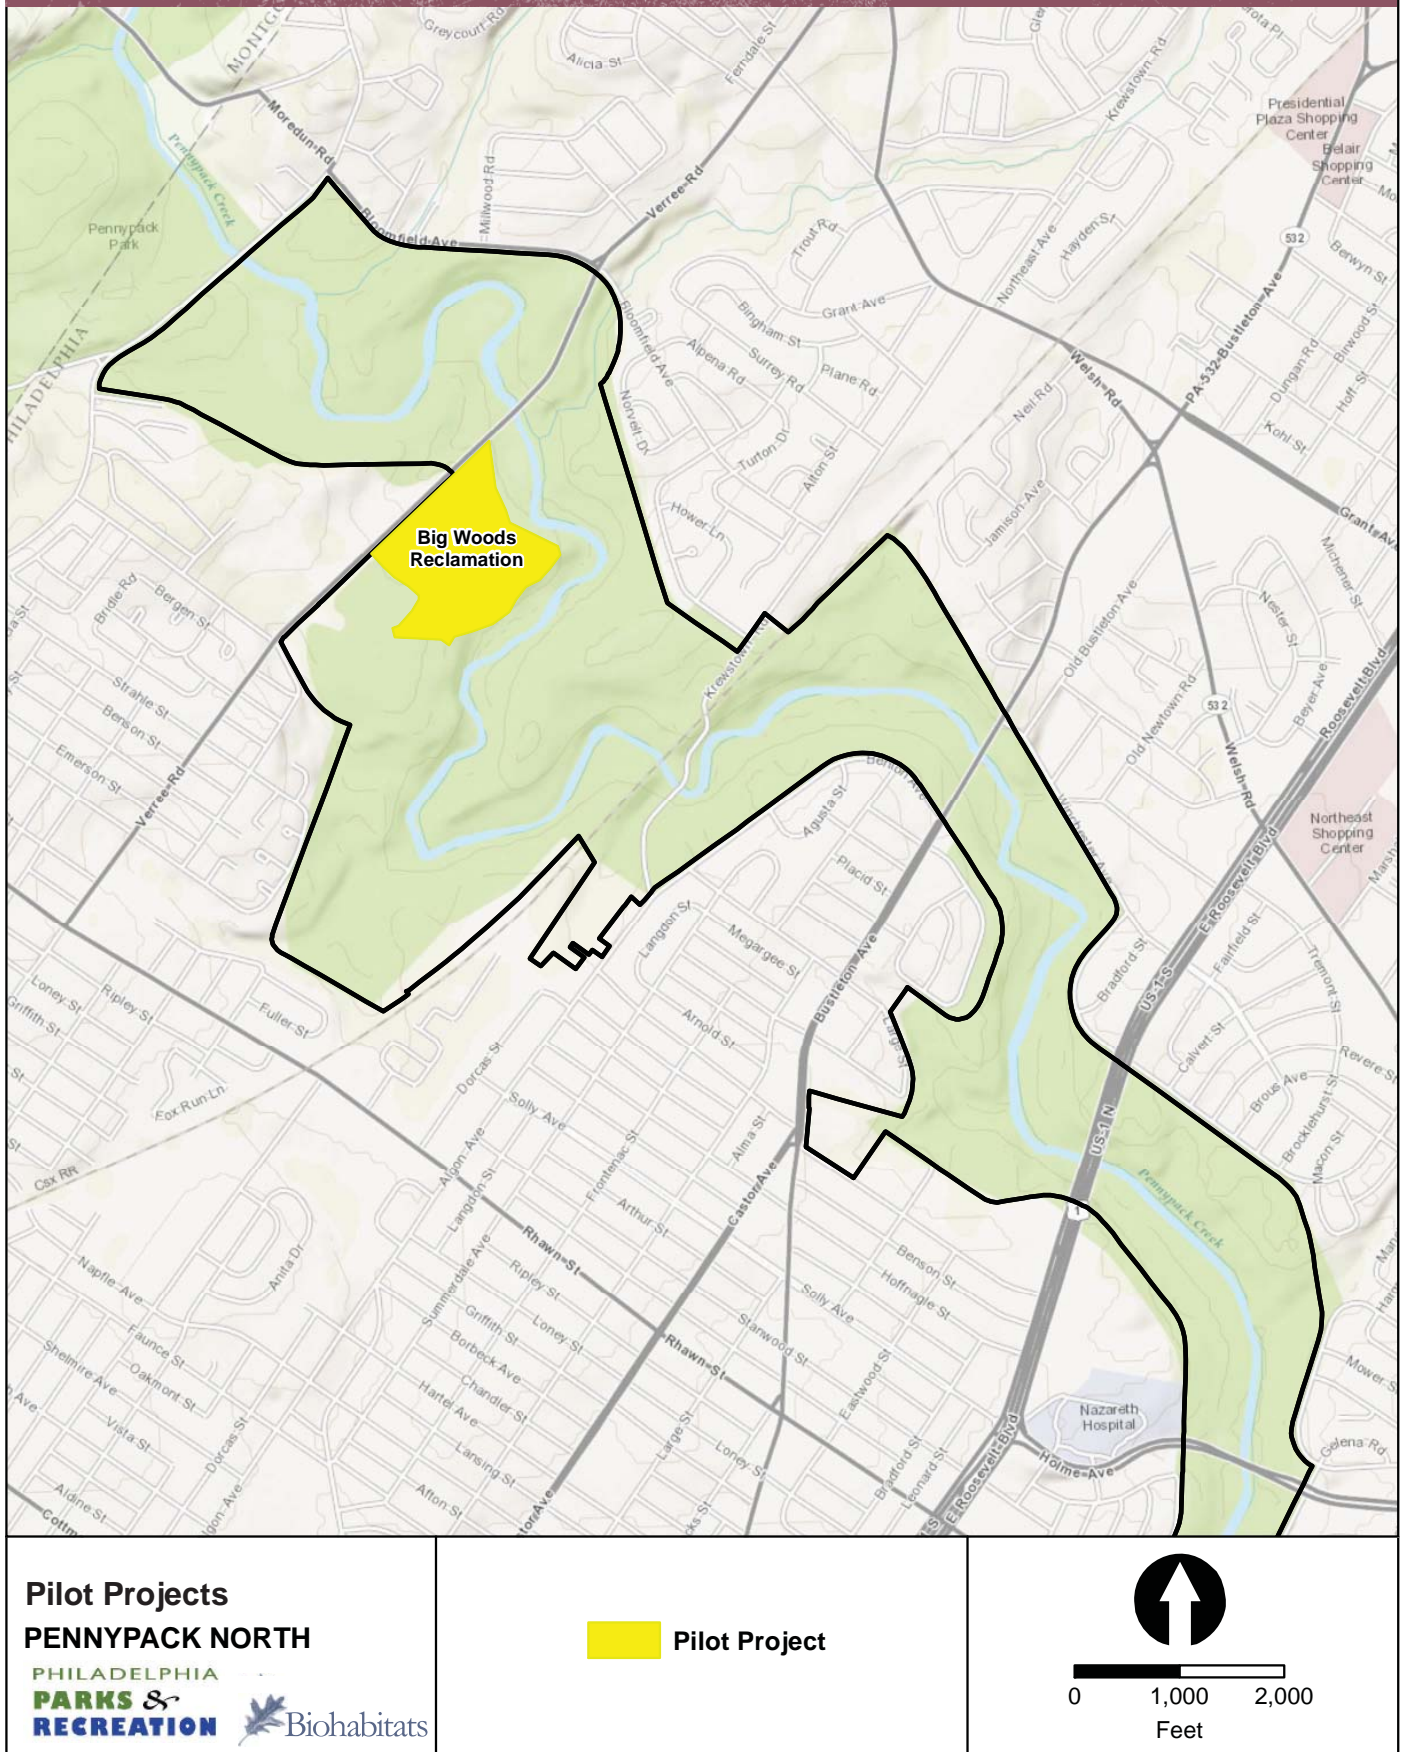 Greycourt-Rd
Alicia St
Ferndale St
Krewstown-Rd
MONTG
Presidential
Plaza Shopping
Center
Belair
Shopping
Center
Moredun-Rd
Pennypack Creek
Millwood Rd
Verree-Rd
Pennypack
Park
Bloomfield-Ave
Trout-Rd
Hayden-St
Northeast-Ave
532
Berwyn-St
Grant-Ave
Bingham-St
Bloomfield Ave
Alpena-Rd
Surrey-Rd
Plane-Rd
PA-532-Bustleton-Ave
Birwood-St
Dungan-Rd
Hoff-St
HILADELPHIA
Welsh-Rd
Neil-Rd
Norvelt-Dr
Turton-Dr
Alton-St
Kohl-St
Hower-Ln
Jamison-Ave
Grant-Av
Big Woods
Reclamation
Michener-St
Bridle-Rd
Bergen-St
Nester-St
Old-Bustleton-Ave
Krewstown-Rd
Strahle-St
Benson-St
Emerson-St
Verree-Rd
Old-Newtown-Rd
532
Beyer-Ave
Roosevelt-Blvd
Welsh-Rd
Benton-Ave
Agusta-St
Winchester-Ave
Northeast
Shopping
Center
Placid-St
E-Roosevelt-Blvd
Langdon-St
Megargee-St
Bustleton-Ave
Fairfield-St
Bradford-St
Tremont-St
US-1-S
Loney-St
Griffith-St
Ripley-St
Fuller-St
Arnold-St
Large-St
Calvert-St
Revere-St
Dorcas-St
Fox-Run-Ln
Solly-Ave
Brous-Ave
Brocklehurst-St
Macon-St
Alma-St
US-1-N
Csx RR
Algon-Ave
Langdon-St
Frontenac-St
Arthur-St
Castor-Ave
Pennypack Creek
1
Rhawn-St
Napfle-Ave
Anita-Dr
Summerdale-Ave
Ripley-St
Benson-St
Hoffnagle-St
Solly-Ave
Faunce-St
Shelmire-Ave
Oakmont-St
Griffith-St
Loney-St
Borbeck-Ave
Stanwood-St
Rhawn-St
Chandler-St
Hartel-Ave
Eastwood-St
Mower-S
Nazareth
Hospital
Vista-St
Dorcas-St
Large-St
Loney-St
Lansing-St
Bradford-St
Leonard-St
E-Roosevelt-Blvd
Holme-Ave
Galena-Rd
Aldine-St
Afton-St
Pilot Projects
PENNYPACK NORTH
PHILADELPHIA
PARKS &
RECREATION
Biohabitats
Pilot Project
0 1,000 2,000
Feet